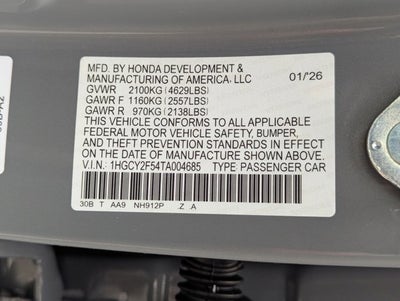 MFD. BY HONDA DEVELOPMENT &
MANUFACTURING OF AMERICA, LLC
01/'26
GVWR 2100KG (4629LBS)
GAWR F 1160KG (2557LBS)
GAWR R 970KG (2138LBS)
THIS VEHICLE CONFORMS TO ALL APPLICABLE
FEDERAL MOTOR VEHICLE SAFETY, BUMPER,
AND THEFT PREVENTION STANDARDS IN EFFECT
ON THE DATE OF MANUFACTURE SHOWN ABOVE.
V.I.N. : 1HGCY2F54TA004685 TYPE: PASSENGER CAR
30B T AA9 NH912P .Z .A
30B-A2